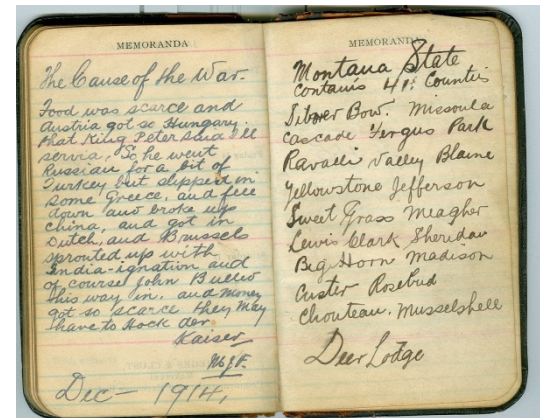 MEMORANDA
The Cause of the War.
Food was scarce and
Austria got so Hungary.
that King Peter said I'll
servia, So he went
Russian for a bit of
Turkey but slipped in
some Greece, and fell
down and broke up
China, and got in
Dutch, and Brussels
sprouted up with
India-ignation and
of course John Bulled
this way in. and money
got so scarce they may
have to Hock der
Kaiser
Dec - 1914.
MEMORANDA
Montana State
Contains 41 Counties
Silver Bow. Missoula
Cascade Fergus Park
Ravalli Valley Blaine
Yellowstone Jefferson
Sweet Grass Meagher
Lewis Clark Sheridan
Big Horn Madison
Custer Rosebud
Chouteau. Musselshell
Deer Lodge